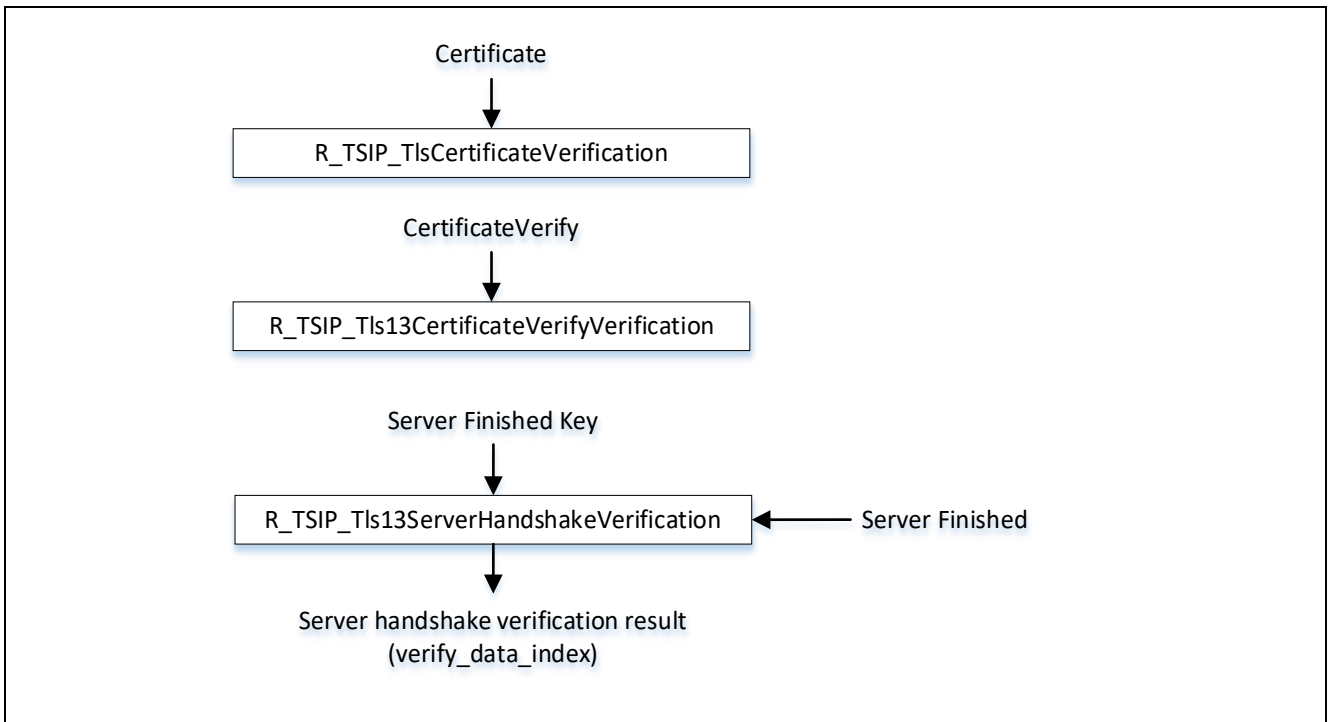 Certificate
R_TSIP_TlsCertificateVerification
CertificateVerify
R_TSIP_Tls13CertificateVerifyVerification
Server Finished Key
R_TSIP_Tls13ServerHandshakeVerification
Server Finished
Server handshake verification result
(verify_data_index)